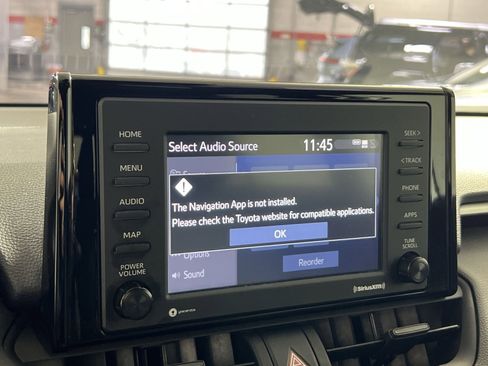 HOME
MENU
AUDIO
MAP
POWER
VOLUME
Select Audio Source 11:45
The Navigation App is not installed.
Please check the Toyota website for compatible applications.
OK
Options
Sound
Reorder
SEEK >
< TRACK
PHONE
APPS
TUNE
SCROLL
SiriusXM